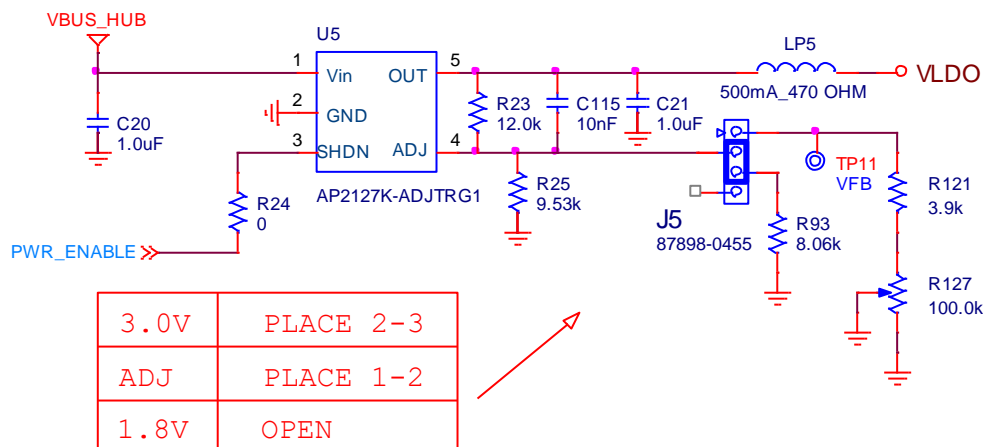 VBUS_HUB
U5
LP5
1
Vin
OUT
5
VLDO
500mA_470 OHM
2
GND
R23
12.0k
C115
10nF
C21
1.0uF
C20
1.0uF
3
SHDN
ADJ
4
AP2127K-ADJTRG1
R24
0
R25
9.53k
TP11
VFB
R121
3.9k
J5
87898-0455
R93
8.06k
PWR_ENABLE
R127
100.0k
3.0V PLACE 2-3
ADJ PLACE 1-2
1.8V OPEN